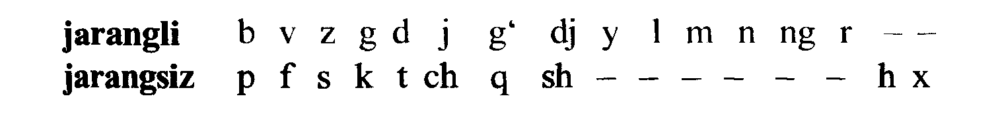 jarangli b v z g d j g‘ dj y l m n ng r – –
jarangsiz p f s k t ch q sh – – – – – – h x